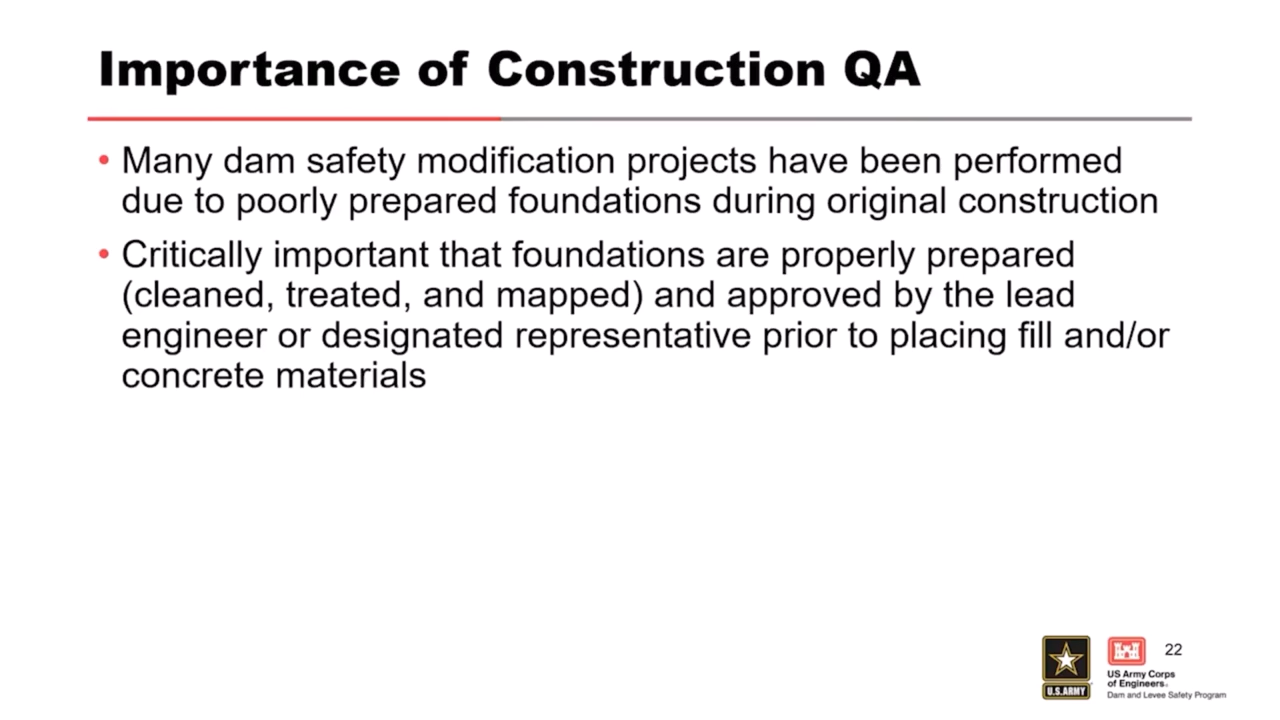 Importance of Construction QA
• Many dam safety modification projects have been performed
due to poorly prepared foundations during original construction
• Critically important that foundations are properly prepared
(cleaned, treated, and mapped) and approved by the lead
engineer or designated representative prior to placing fill and/or
concrete materials
22
U.S.ARMY
US Army Corps
of Engineers®
Dam and Levee Safety Program